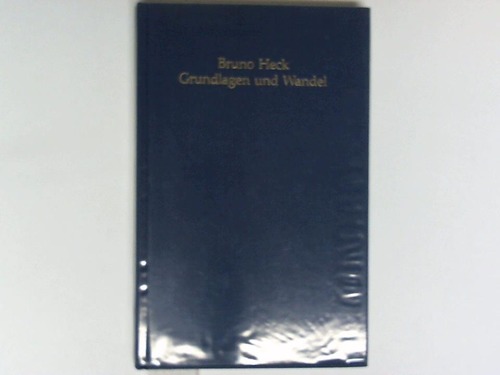 Bruno Heck
Grundlagen und Wandel